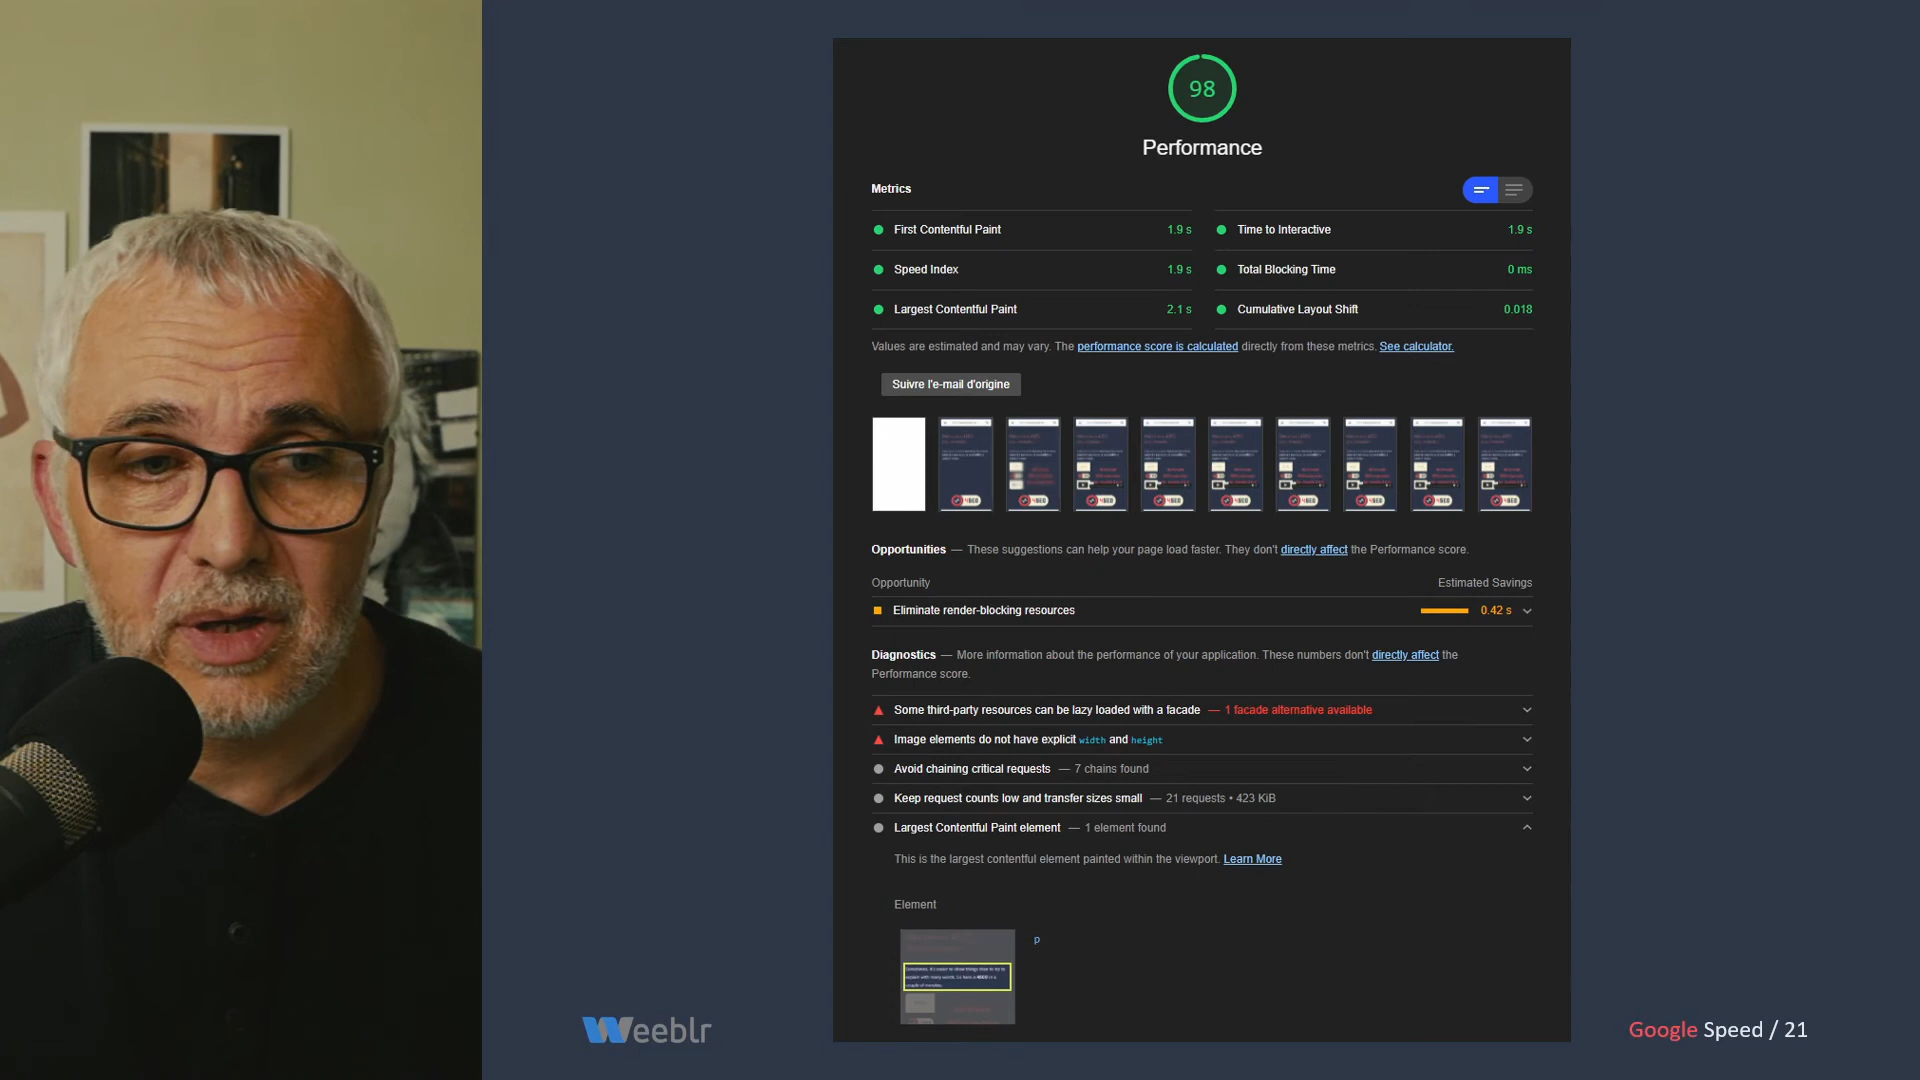 98
Performance
Metrics
First Contentful Paint 1.9 s
Time to Interactive 1.9 s
Speed Index 1.9 s
Total Blocking Time 0 ms
Largest Contentful Paint 2.1 s
Cumulative Layout Shift 0.018
Values are estimated and may vary. The performance score is calculated directly from these metrics. See calculator.
Suivre l'e-mail d'origine
Opportunities — These suggestions can help your page load faster. They don't directly affect the Performance score.
Opportunity Estimated Savings
Eliminate render-blocking resources 0.42 s
Diagnostics — More information about the performance of your application. These numbers don't directly affect the
Performance score.
Some third-party resources can be lazy loaded with a facade — 1 facade alternative available
Image elements do not have explicit width and height
Avoid chaining critical requests — 7 chains found
Keep request counts low and transfer sizes small — 21 requests • 423 KiB
Largest Contentful Paint element — 1 element found
This is the largest contentful element painted within the viewport. Learn More
Element
p
Weeblr
Google Speed / 21